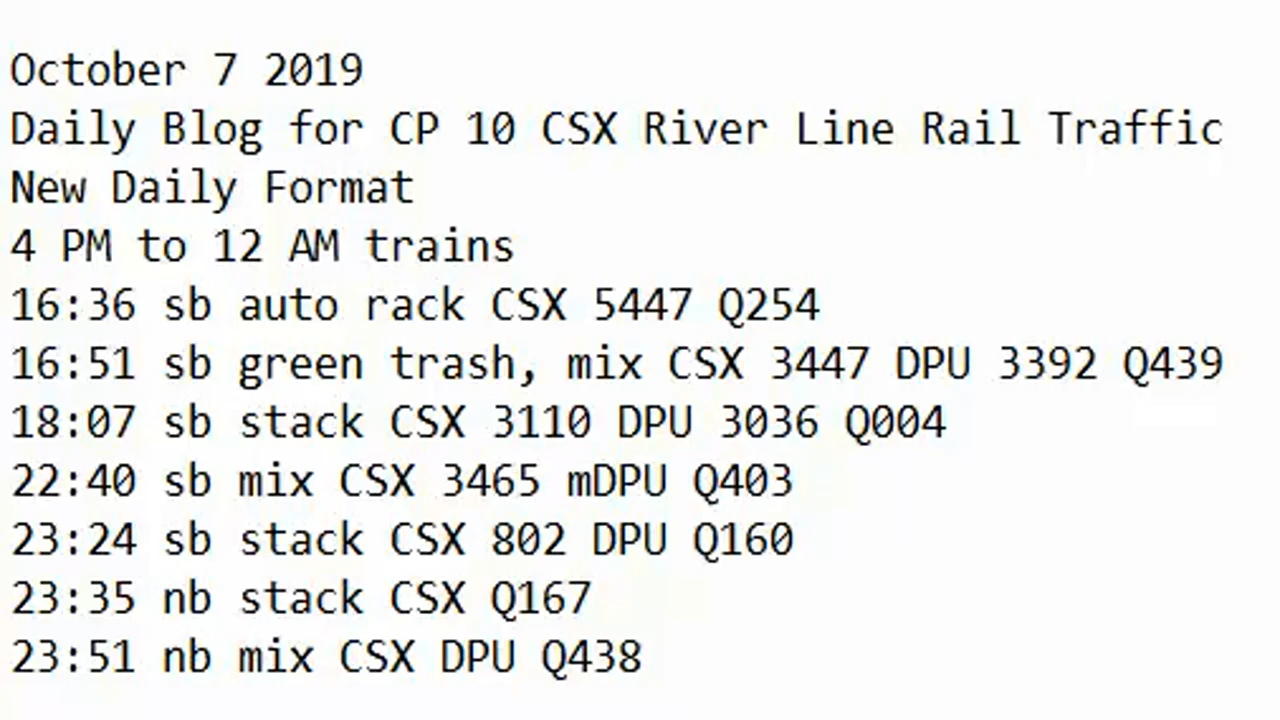 October 7 2019
Daily Blog for CP 10 CSX River Line Rail Traffic
New Daily Format
4 PM to 12 AM trains
16:36 sb auto rack CSX 5447 Q254
16:51 sb green trash, mix CSX 3447 DPU 3392 Q439
18:07 sb stack CSX 3110 DPU 3036 Q004
22:40 sb mix CSX 3465 mDPU Q403
23:24 sb stack CSX 802 DPU Q160
23:35 nb stack CSX Q167
23:51 nb mix CSX DPU Q438